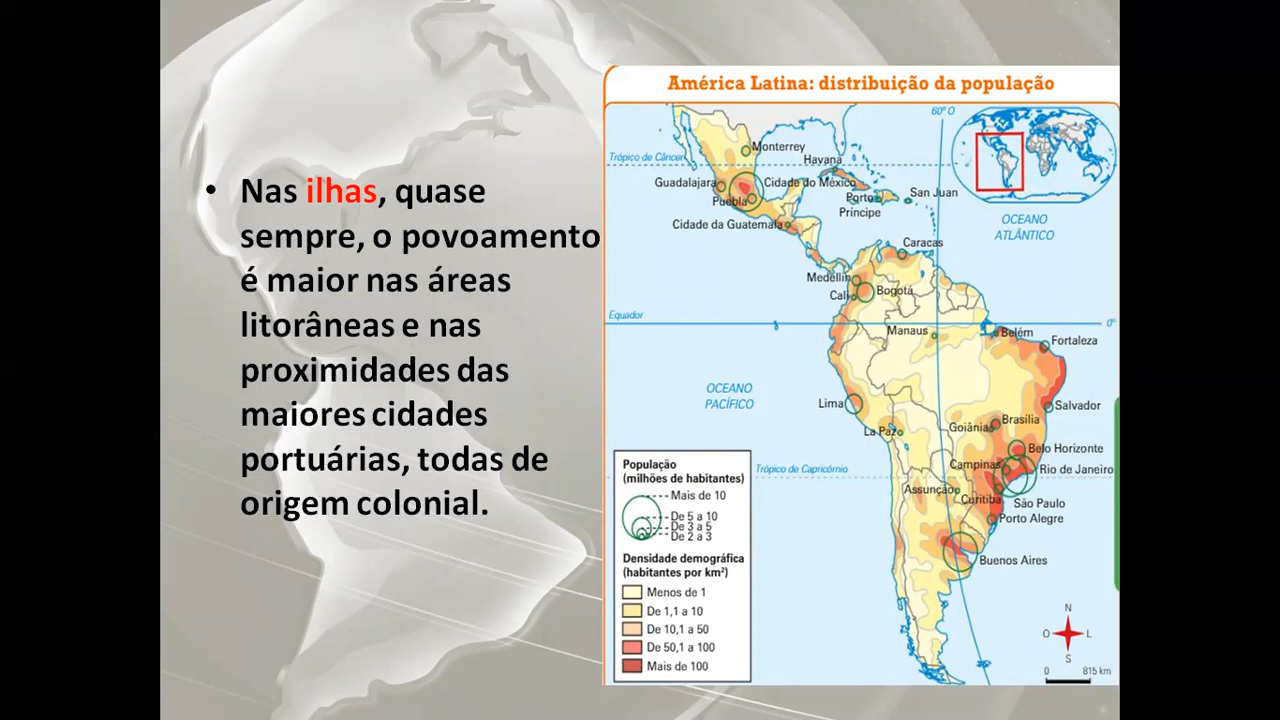 • Nas ilhas, quase
sempre, o povoamento
é maior nas áreas
litorâneas e nas
proximidades das
maiores cidades
portuárias, todas de
origem colonial.
América Latina: distribuição da população
60° O
Trópico de Câncer
Monterrey
Havana
Guadalajara
Cidade do México
Puebla
Porto
Príncipe
San Juan
Cidade da Guatemala
OCEANO
ATLÂNTICO
Caracas
Medellín
Cali
Bogotá
Equador
0°
Manaus
Belém
Fortaleza
OCEANO
PACÍFICO
Lima
Salvador
La Paz
Goiânia
Brasília
Belo Horizonte
Trópico de Capricórnio
Campinas
Rio de Janeiro
Assunção
Curitiba
São Paulo
Porto Alegre
Buenos Aires
População
(milhões de habitantes)
Mais de 10
De 5 a 10
De 3 a 5
De 2 a 3
Densidade demográfica
(habitantes por km²)
Menos de 1
De 1,1 a 10
De 10,1 a 50
De 50,1 a 100
Mais de 100
N
O L
S
0 815 km